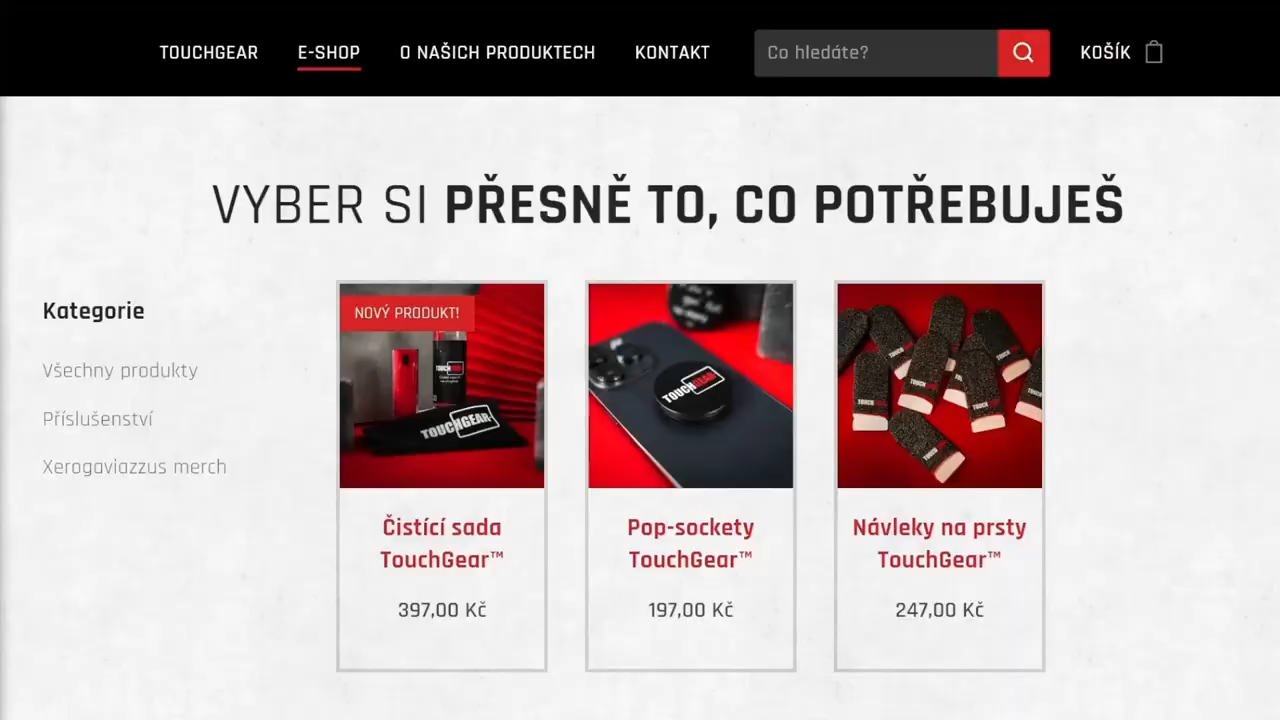 TOUCHGEAR E-SHOP O NAŠICH PRODUKTECH KONTAKT Co hledáte? KOŠÍK
VYBER SI PŘESNĚ TO, CO POTŘEBUJEŠ
Kategorie
Všechny produkty
Příslušenství
Xerogaviazzus merch
NOVÝ PRODUKT!
TOUCHGEAR
TOUCHGEAR
Čistící sada
TouchGear™
397,00 Kč
Pop-sockety
TouchGear™
197,00 Kč
Návleky na prsty
TouchGear™
247,00 Kč